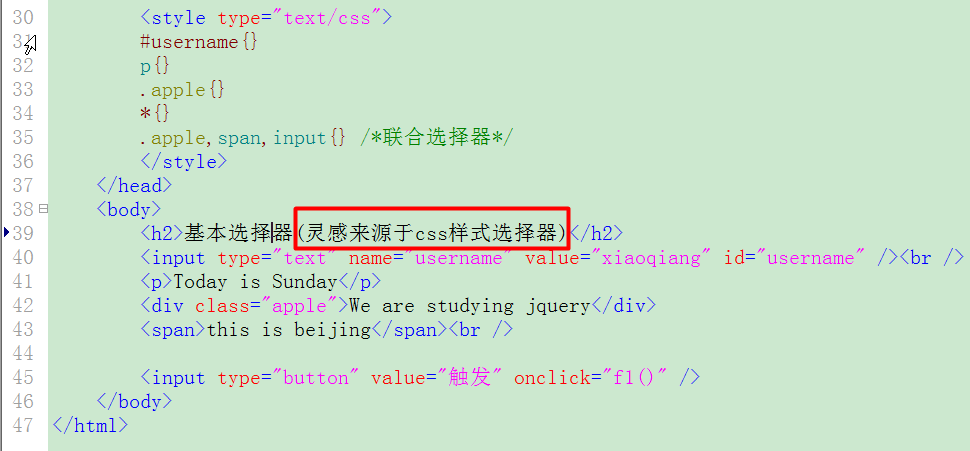 30 <style type="text/css">
31 #username{}
32 p{}
33 .apple{}
34 *{}
35 .apple,span,input{} /*联合选择器*/
36 </style>
37 </head>
38 <body>
39 <h2>基本选择器(灵感来源于css样式选择器)</h2>
40 <input type="text" name="username" value="xiaoqiang" id="username" /><br />
41 <p>Today is Sunday</p>
42 <div class="apple">We are studying jquery</div>
43 <span>this is beijing</span><br />
44
45 <input type="button" value="触发" onclick="f1()" />
46 </body>
47 </html>